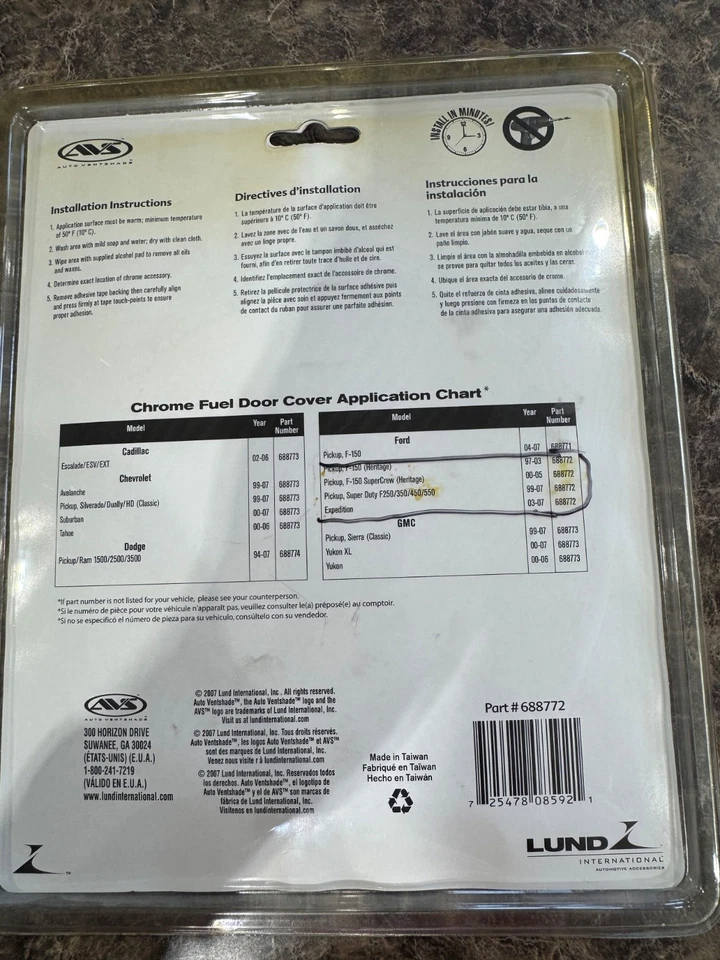 AVS
AUTO VENTSHADE
INSTALL IN MINUTES!
12
3
6
9
Installation Instructions
1. Application surface must be warm; minimum temperature
of 50° F (10° C).
2. Wash area with mild soap and water; dry with clean cloth.
3. Wipe area with supplied alcohol pad to remove all oils
and waxes.
4. Determine exact location of chrome accessory.
5. Remove adhesive tape backing then carefully align
and press firmly at tape touch-points to ensure
proper adhesion.
Directives d'installation
1. La température de la surface d'application doit être
supérieure à 10° C (50° F).
2. Lavez la zone avec de l'eau et un savon doux, et asséchez
avec un linge propre.
3. Essuyez la surface avec le tampon imbibé d'alcool qui est
fourni, afin d'en retirer toute trace d'huile et de cire.
4. Identifiez l'emplacement exact de l'accessoire de chrome.
5. Retirez la pellicule protectrice de la surface adhésive puis
alignez la pièce avec soin et appuyez fermement aux points
de contact du ruban pour assurer une parfaite adhésion.
Instrucciones para la
instalación
1. La superficie de aplicación debe estar tibia, a una
temperatura mínima de 10° C (50° F).
2. Lave el área con jabón suave y agua, seque con un
paño limpio.
3. Limpie el área con la almohadilla embebida en alcohol
se provee para quitar todos los aceites y las ceras.
4. Ubique el área exacta del accesorio de cromo.
5. Quite el refuerzo de cinta adhesiva, alinee cuidadosamente
y luego presione con firmeza en los puntos de contacto
de la cinta adhesiva para asegurar una adhesión adecuada.
Chrome Fuel Door Cover Application Chart*
Model Year Part Number
Cadillac
Escalade/ESV/EXT 02-06 688773
Chevrolet
Avalanche 99-07 688773
Pickup, Silverado/Dually/HD (Classic) 99-07 688773
Suburban 00-07 688773
Tahoe 00-06 688773
Dodge
Pickup/Ram 1500/2500/3500 94-07 688774
Model Year Part Number
Ford
Pickup, F-150 04-07 688771
Pickup, F-150 (Heritage) 97-03 688772
Pickup, F-150 SuperCrew (Heritage) 00-05 688772
Pickup, Super Duty F250/350/450/550 99-07 688772
Expedition 03-07 688772
GMC
Pickup, Sierra (Classic) 99-07 688773
Yukon XL 00-07 688773
Yukon 00-06 688773
*If part number is not listed for your vehicle, please see your counterperson.
*Si le numéro de pièce pour votre véhicule n'apparaît pas, veuillez consulter le(a) préposé(e) au comptoir.
*Si no se especificó el número de pieza para su vehículo, consúltelo con su vendedor.
AVS
AUTO VENTSHADE
300 HORIZON DRIVE
SUWANEE, GA 30024
(ÉTATS-UNIS) (E.U.A.)
1-800-241-7219
(VÁLIDO EN E.U.A.)
www.lundinternational.com
© 2007 Lund International, Inc. All rights reserved.
Auto Ventshade™, the Auto Ventshade™ logo and the
AVS™ logo are trademarks of Lund International, Inc.
Visit us at lundinternational.com
© 2007 Lund International, Inc. Tous droits réservés.
Auto Ventshade™, les logos Auto Ventshade™ et AVS™
sont des marques de Lund International, Inc.
Venez nous visite r à lundinternational.com
© 2007 Lund International, Inc. Reservados todos
los derechos. Auto Ventshade™, el logotipo de
Auto Ventshade™ y el de AVS™ son marcas de
fábrica de Lund International, Inc.
Visítenos en lundinternational.com
Made in Taiwan
Fabriqué en Taïwan
Hecho en Taiwán
Part # 688772
7 25478 08592 1
LUND
INTERNATIONAL
AUTOMOTIVE ACCESSORIES